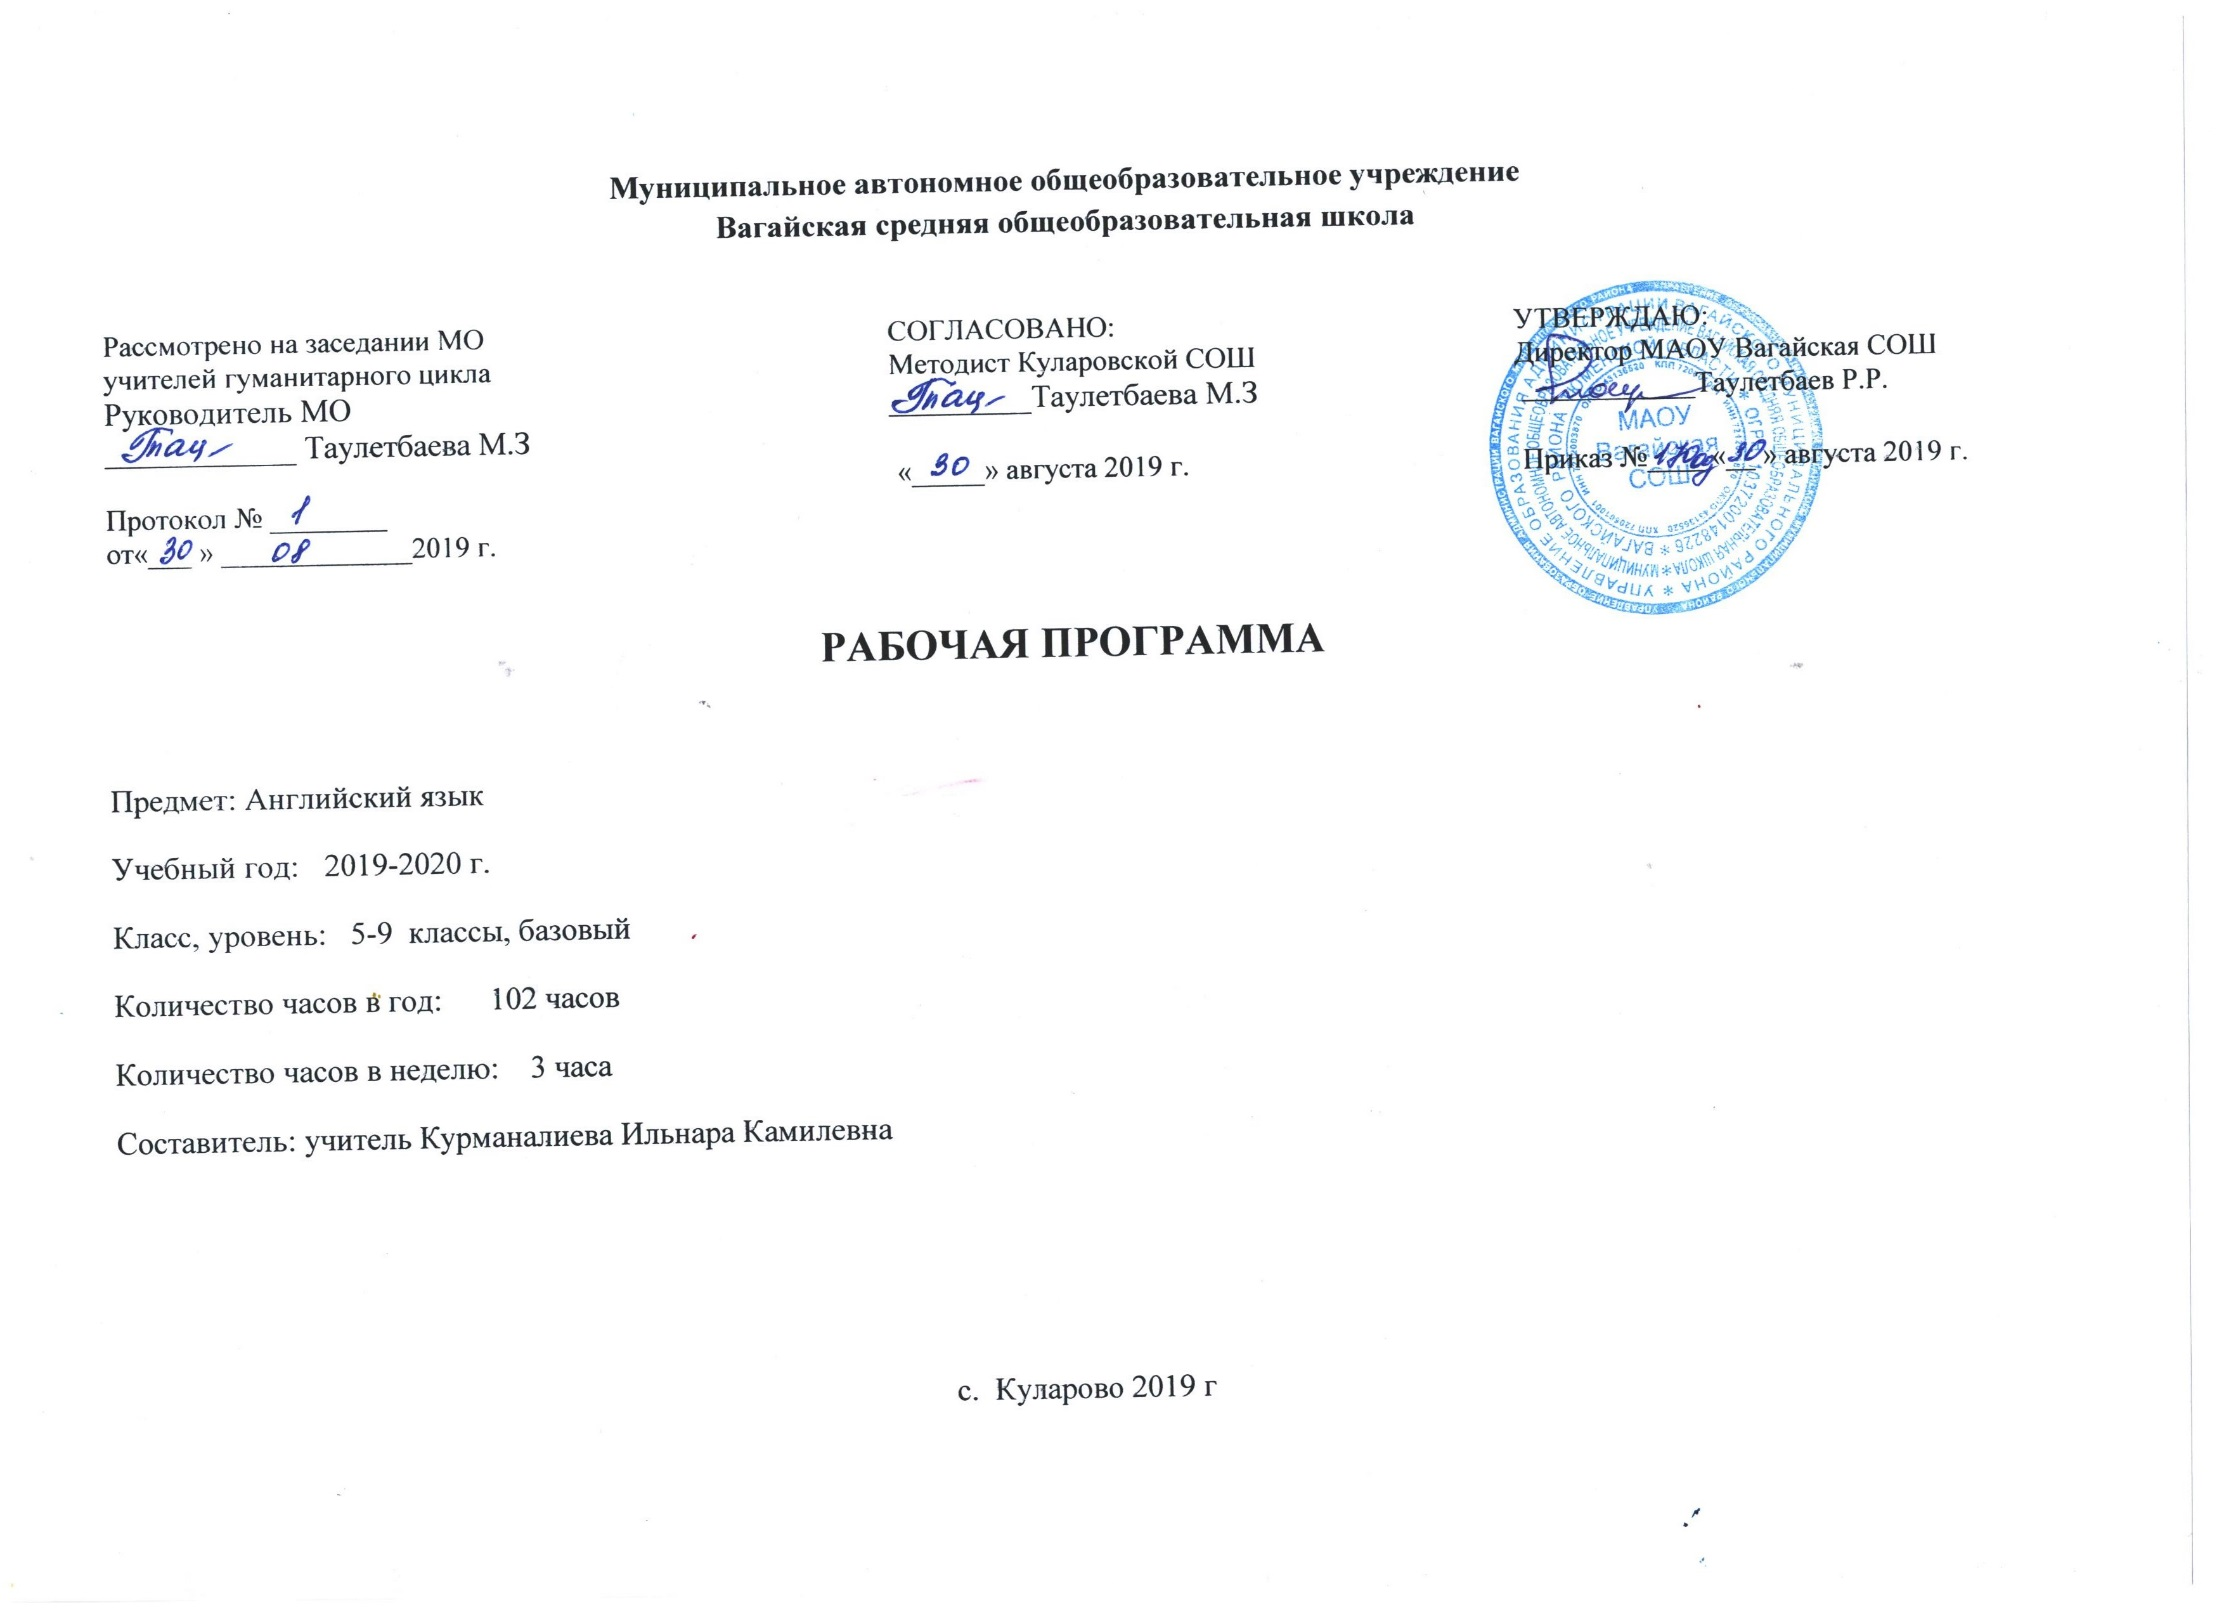 Муниципальное автономное общеобразовательное учреждение
Вагайская средняя общеобразовательная школа
Рассмотрено на заседании МО
учителей гуманитарного цикла
Руководитель МО
____________ Таулетбаева М.З
Протокол № 1
от« 30 » 08 2019 г.
СОГЛАСОВАНО:
Методист Куларовской СОШ
_________Таулетбаева М.З
« 30 » августа 2019 г.
УТВЕРЖДАЮ:
Директор МАОУ Вагайская СОШ
___________Таулетбаев Р.Р.
Приказ № «30» августа 2019 г.
МАОУ
Вагайская
СОШ
РАБОЧАЯ ПРОГРАММА
Предмет: Английский язык
Учебный год: 2019-2020 г.
Класс, уровень: 5-9 классы, базовый
Количество часов в год: 102 часов
Количество часов в неделю: 3 часа
Составитель: учитель Курманалиева Ильнара Камилевна
с. Куларово 2019 г